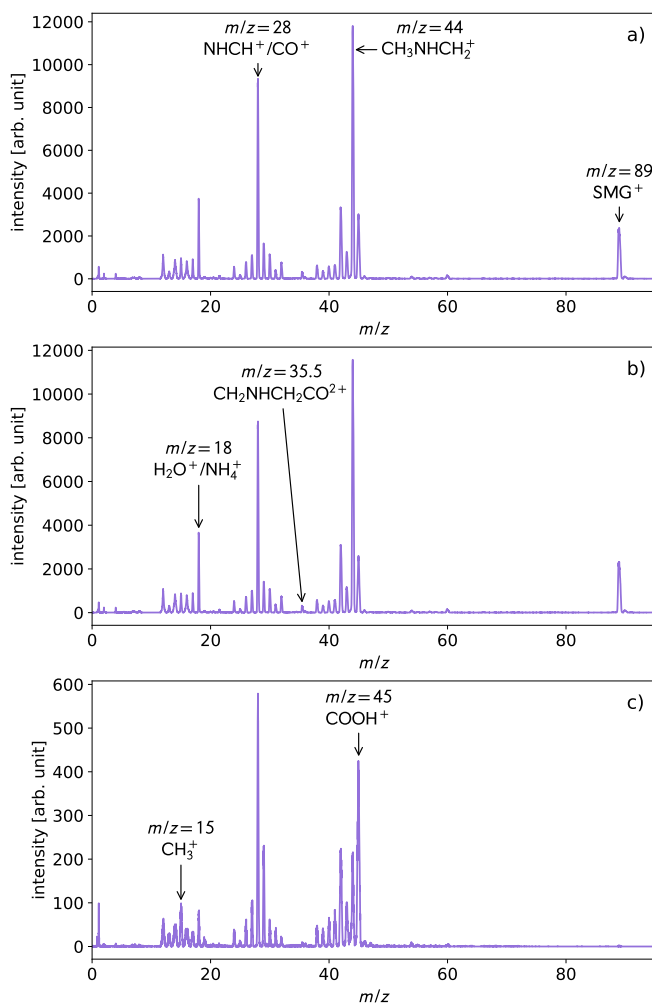 a)
m/z=28
NHCH⁺/CO⁺
m/z=44
CH₃NHCH₂⁺
m/z=89
SMG⁺
intensity [arb. unit]
12000
10000
8000
6000
4000
2000
0
0 20 40 60 80
m/z
b)
m/z=35.5
CH₂NHCH₂CO²⁺
m/z=18
H₂O⁺/NH₄⁺
intensity [arb. unit]
12000
10000
8000
6000
4000
2000
0
0 20 40 60 80
m/z
c)
m/z=45
COOH⁺
m/z=15
CH₃⁺
intensity [arb. unit]
600
500
400
300
200
100
0
0 20 40 60 80
m/z